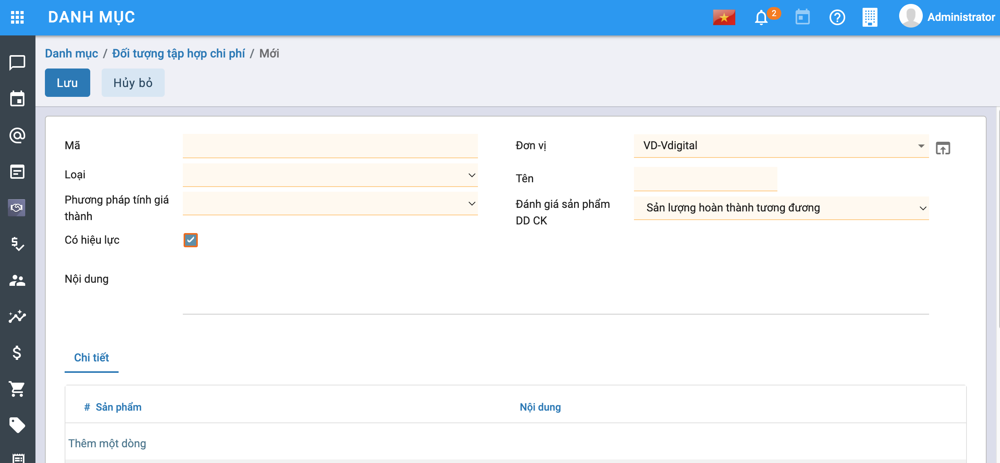 DANH MỤC
2
Administrator
Danh mục / Đối tượng tập hợp chi phí / Mới
Lưu
Hủy bỏ
Mã
Đơn vị
VD-Vdigital
Loại
Tên
Phương pháp tính giá
thành
Đánh giá sản phẩm
DD CK
Sản lượng hoàn thành tương đương
Có hiệu lực
Nội dung
Chi tiết
# Sản phẩm
Nội dung
Thêm một dòng